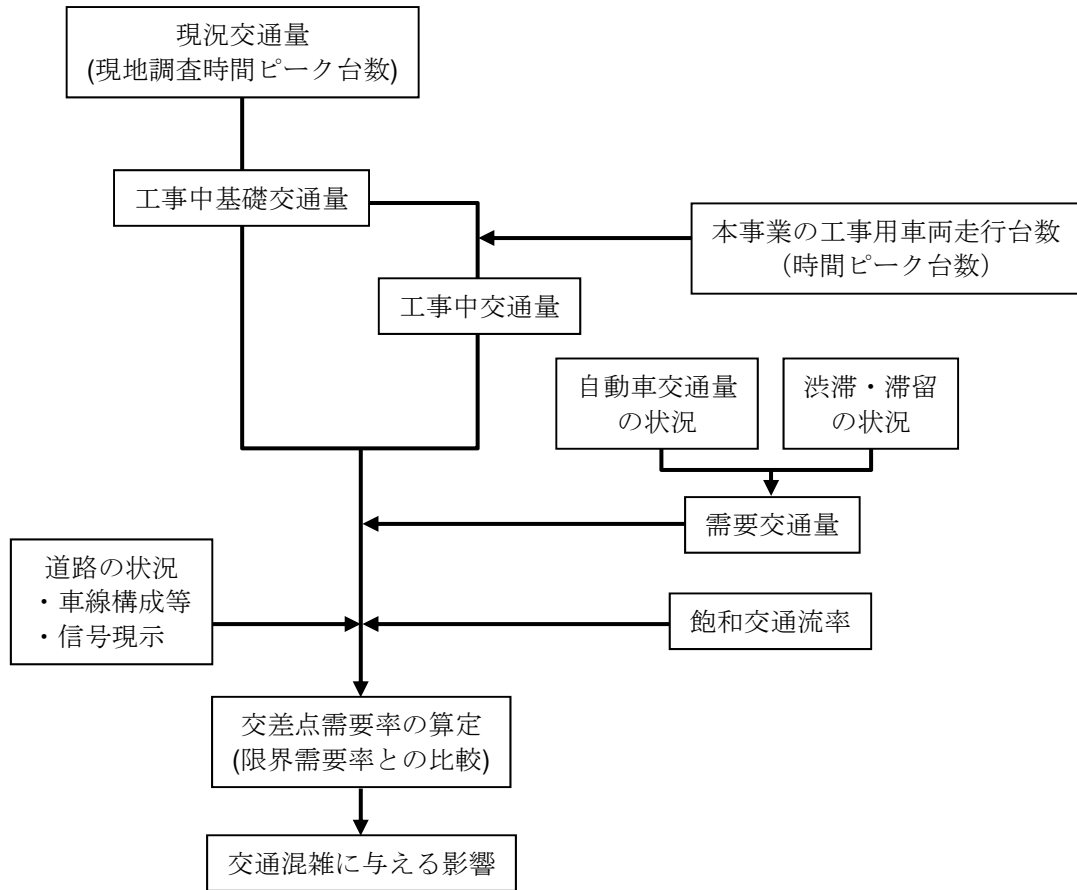 現況交通量
(現地調査時間ピーク台数)
工事中基礎交通量
本事業の工事用車両走行台数
（時間ピーク台数）
工事中交通量
自動車交通量
の状況
渋滞・滞留
の状況
需要交通量
道路の状況
・車線構成等
・信号現示
飽和交通流率
交差点需要率の算定
(限界需要率との比較)
交通混雑に与える影響